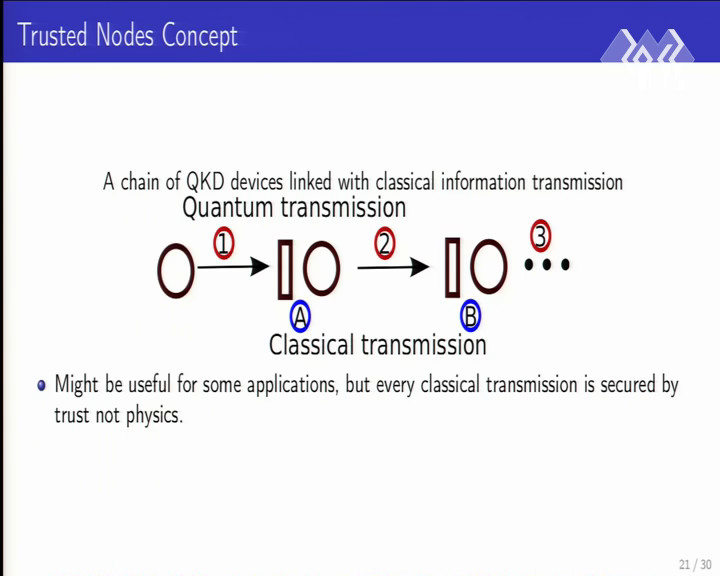 Trusted Nodes Concept
A chain of QKD devices linked with classical information transmission
Quantum transmission
1 2 3
A B
Classical transmission
Might be useful for some applications, but every classical transmission is secured by
trust not physics.
21 / 30